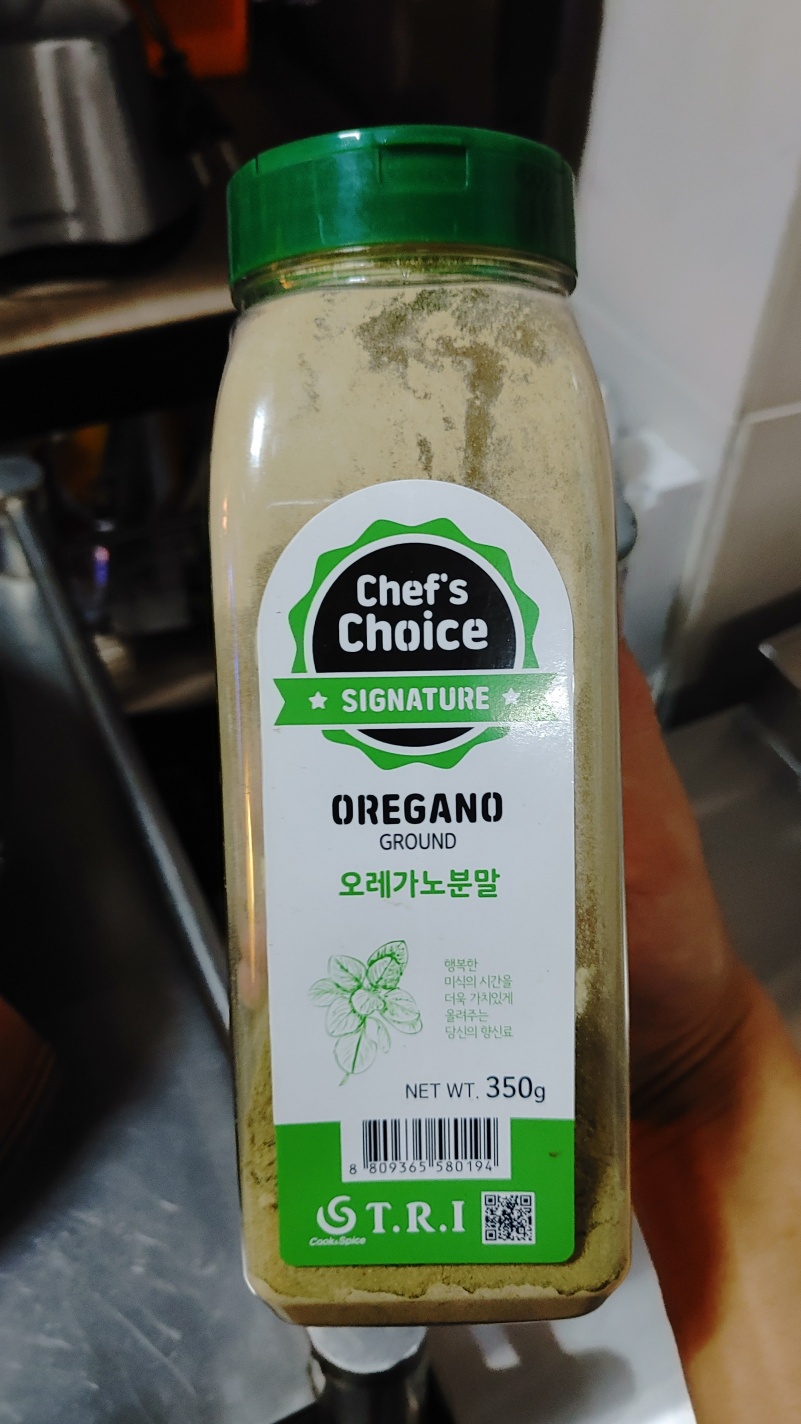 Chef's
Choice
SIGNATURE
OREGANO
GROUND
오레가노분말
행복한
미식의 시간을
더욱 가치있게
올려주는
당신의 향신료
NET WT. 350g
8 809365 580194
T.R.I
Cook&Spice